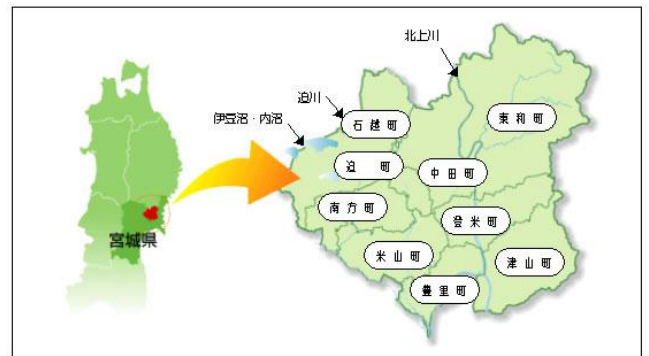 北上川
迫川
伊豆沼・内沼
石越町
東和町
迫町
中田町
南方町
登米町
米山町
津山町
豊里町
宮城県